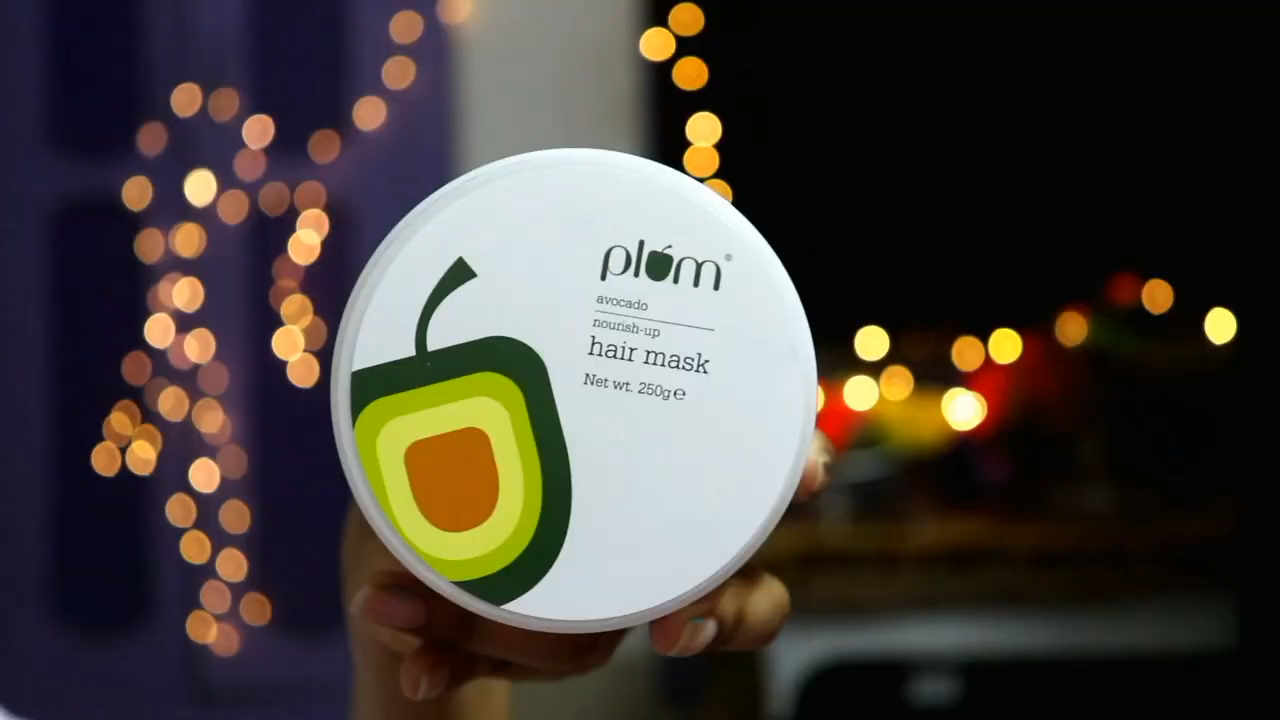 plum®
avocado
nourish-up
hair mask
Net wt. 250g℮